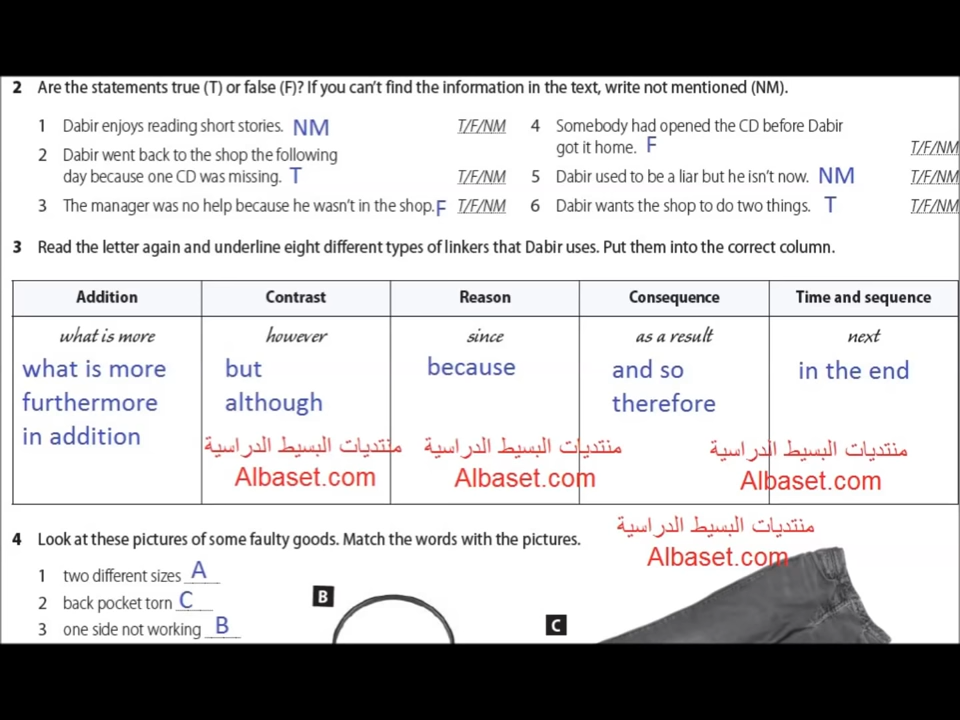 2 Are the statements true (T) or false (F)? If you can't find the information in the text, write not mentioned (NM).
1 Dabir enjoys reading short stories. NM T/F/NM
2 Dabir went back to the shop the following
day because one CD was missing. T T/F/NM
3 The manager was no help because he wasn't in the shop. F T/F/NM
4 Somebody had opened the CD before Dabir
got it home. F T/F/NM
5 Dabir used to be a liar but he isn't now. NM T/F/NM
6 Dabir wants the shop to do two things. T T/F/NM
3 Read the letter again and underline eight different types of linkers that Dabir uses. Put them into the correct column.
Addition Contrast Reason Consequence Time and sequence
what is more however since as a result next
what is more but because and so in the end
furthermore although therefore
in addition
منتديات البسيط الدراسية منتديات البسيط الدراسية منتديات البسيط الدراسية
Albaset.com Albaset.com Albaset.com
منتديات البسيط الدراسية
4 Look at these pictures of some faulty goods. Match the words with the pictures.
Albaset.com
1 two different sizes A
2 back pocket torn C
3 one side not working B
B
C